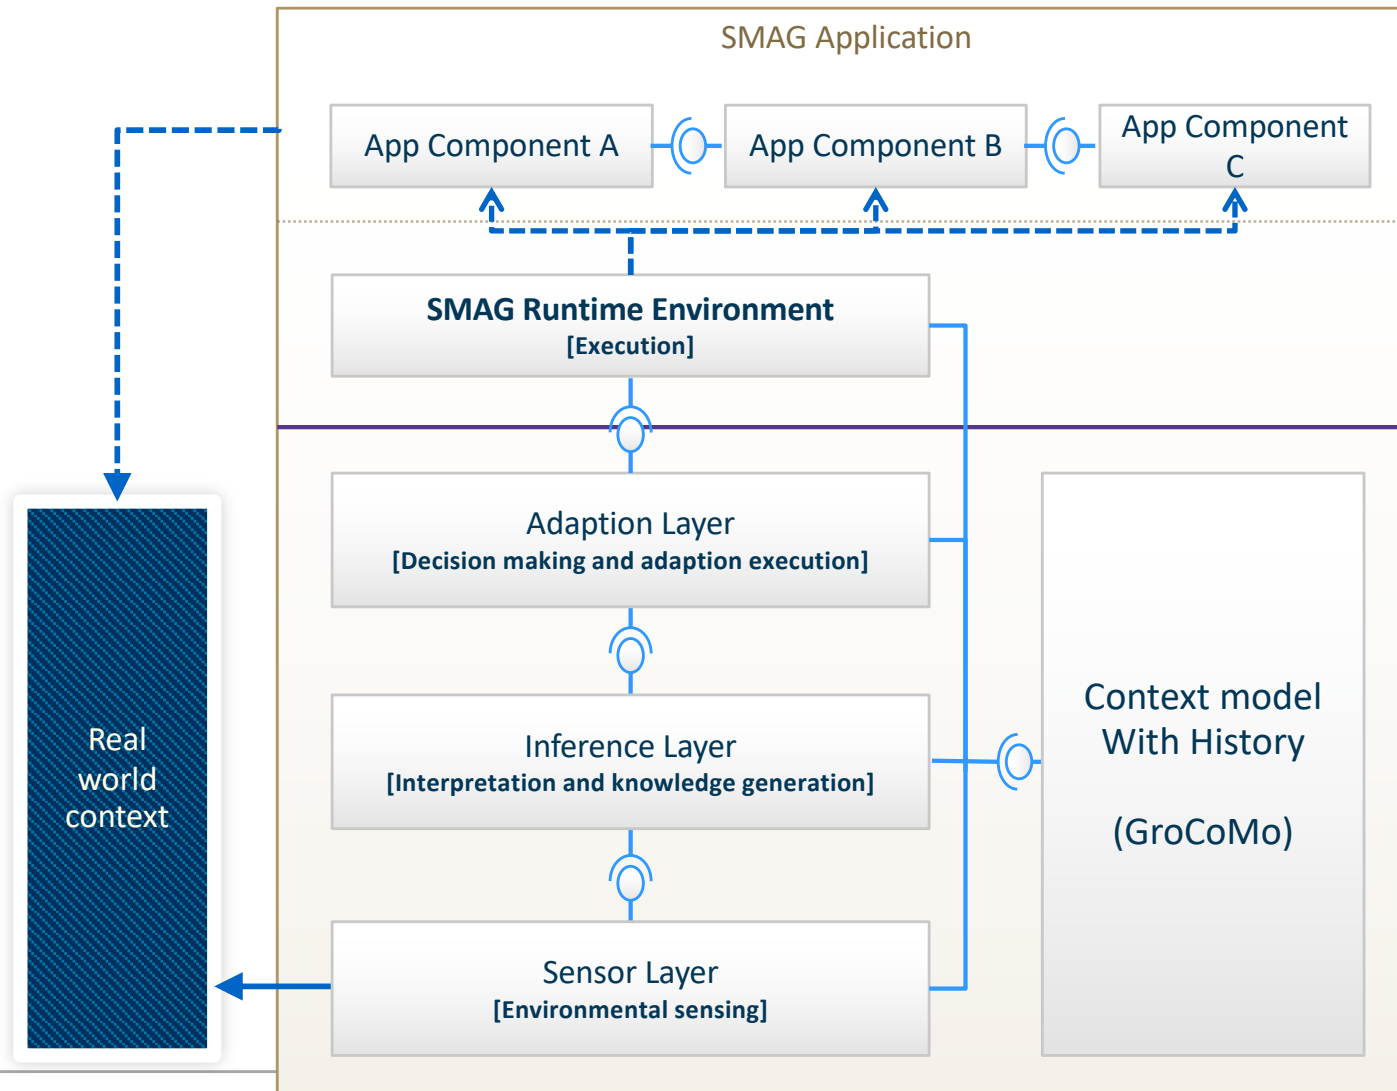 SMAG Application
App Component A
App Component B
App Component
C
SMAG Runtime Environment
[Execution]
Adaption Layer
[Decision making and adaption execution]
Inference Layer
[Interpretation and knowledge generation]
Sensor Layer
[Environmental sensing]
Context model
With History
(GroCoMo)
Real
world
context